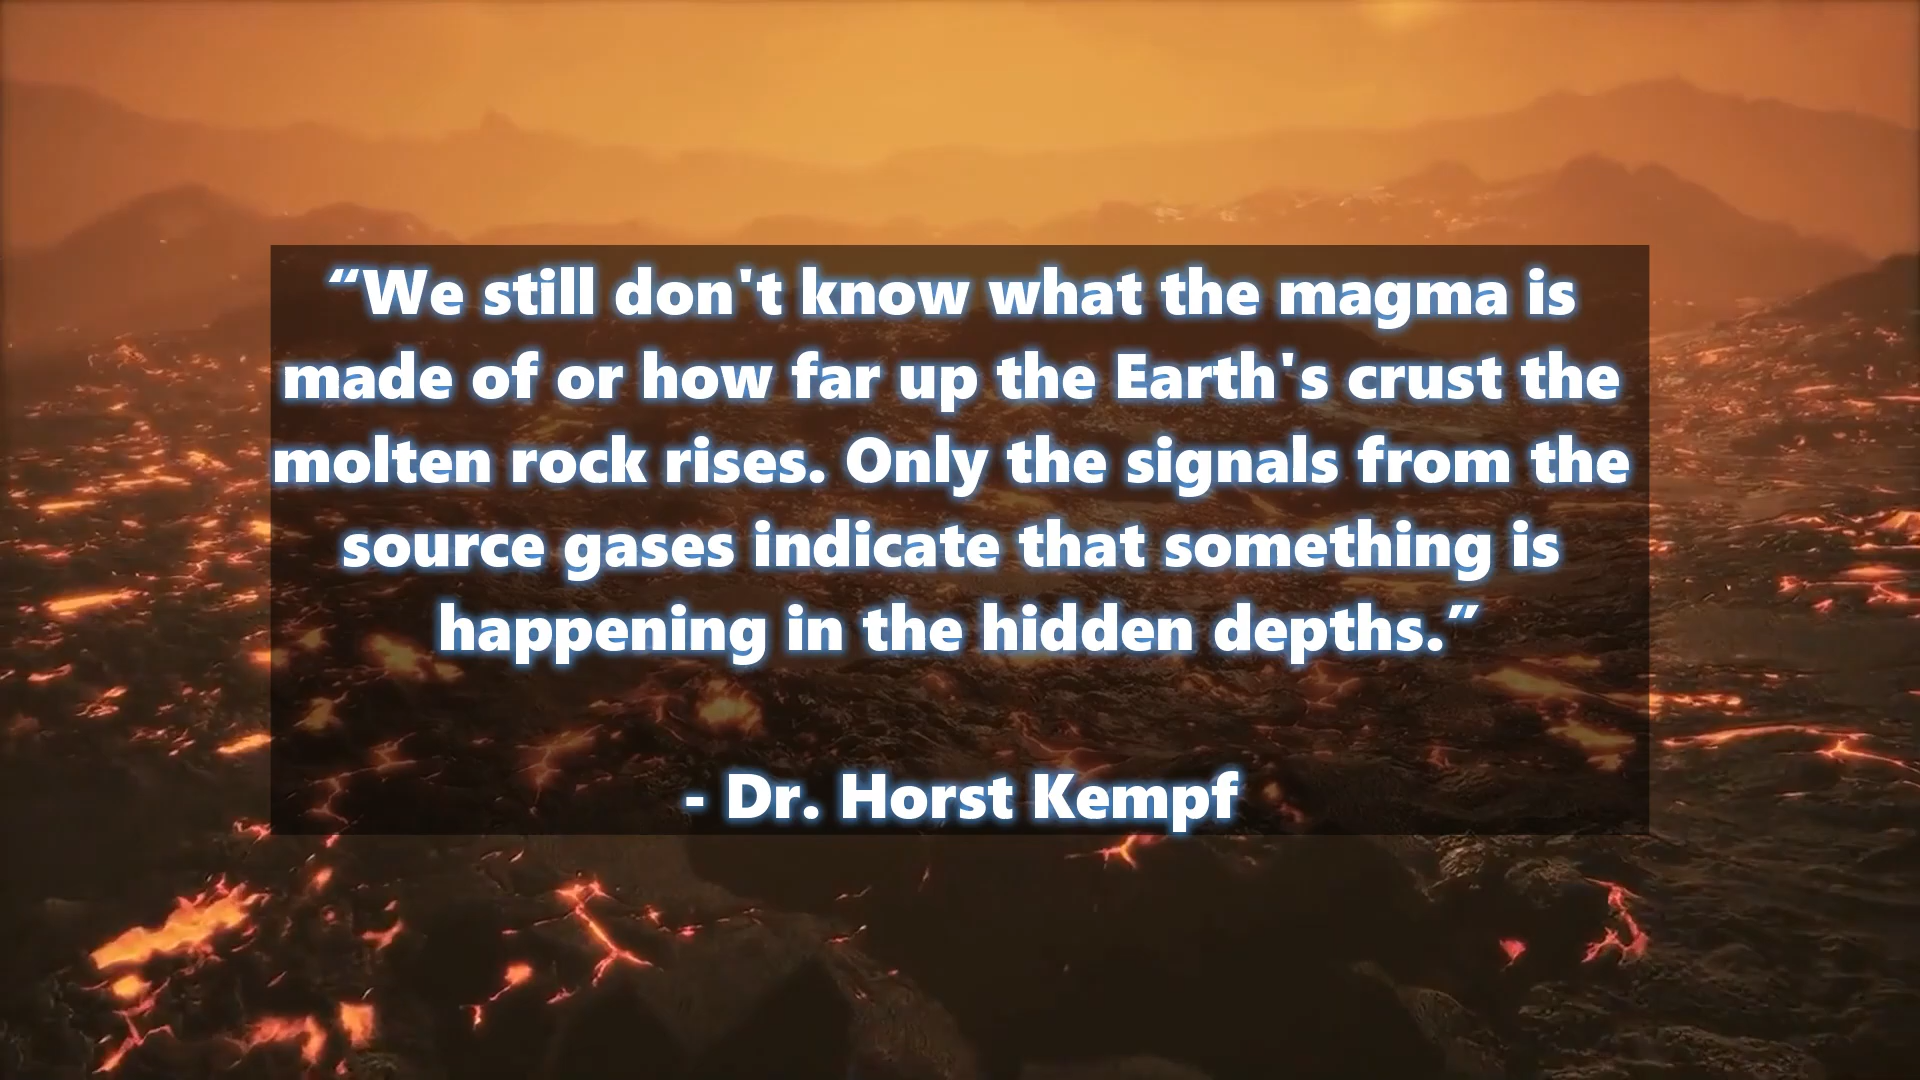 “We still don't know what the magma is
made of or how far up the Earth's crust the
molten rock rises. Only the signals from the
source gases indicate that something is
happening in the hidden depths.”
- Dr. Horst Kempf